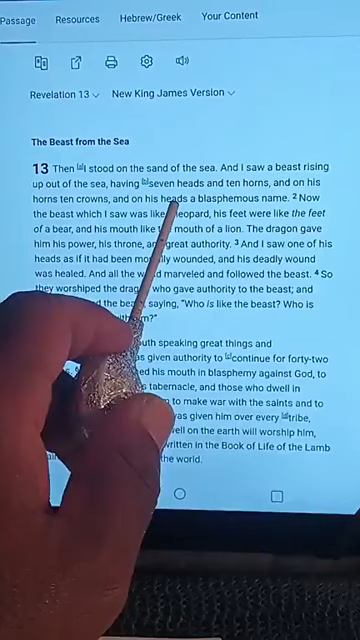 Passage Resources Hebrew/Greek Your Content
Revelation 13 New King James Version
The Beast from the Sea
13 Then [a]I stood on the sand of the sea. And I saw a beast rising
up out of the sea, having [b]seven heads and ten horns, and on his
horns ten crowns, and on his heads a blasphemous name. 2 Now
the beast which I saw was like leopard, his feet were like the feet
of a bear, and his mouth like mouth of a lion. The dragon gave
him his power, his throne, and great authority. 3 And I saw one of his
heads as if it had been wounded, and his deadly wound
was healed. And all the marveled and followed the beast. 4 So
they worshiped the who gave authority to the beast; and
the saying, "Who is like the beast? Who is
speaking great things and
given authority to continue for forty-two
his mouth in blasphemy against God, to
tabernacle, and those who dwell in
to make war with the saints and to
was given him over every tribe,
on the earth will worship him,
written in the Book of Life of the Lamb
the world.